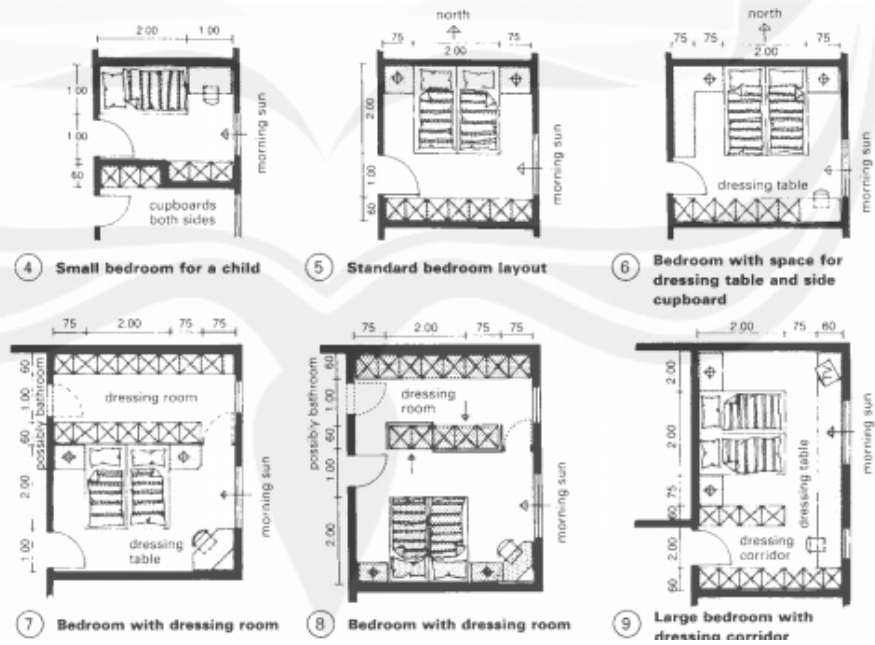 2.00 1.00
1.00
1.00
60
morning sun
cupboards
both sides
4 Small bedroom for a child
north
75 2.00 75
2.00
1.00
60
morning sun
5 Standard bedroom layout
north
75 75 2.00 75
dressing table
morning sun
6 Bedroom with space for
dressing table and side
cupboard
75 2.00 75 75
60
1.00
60
2.00
1.00
possibly bathroom
dressing room
dressing
table
morning sun
7 Bedroom with dressing room
75 2.00 75 75
60
1.00
60
1.00
2.00
possibly bathroom
dressing
room
morning sun
8 Bedroom with dressing room
2.00 75 60
2.00
2.00
75
60
2.00
60
dressing table
dressing
corridor
morning sun
9 Large bedroom with
dressing corridor